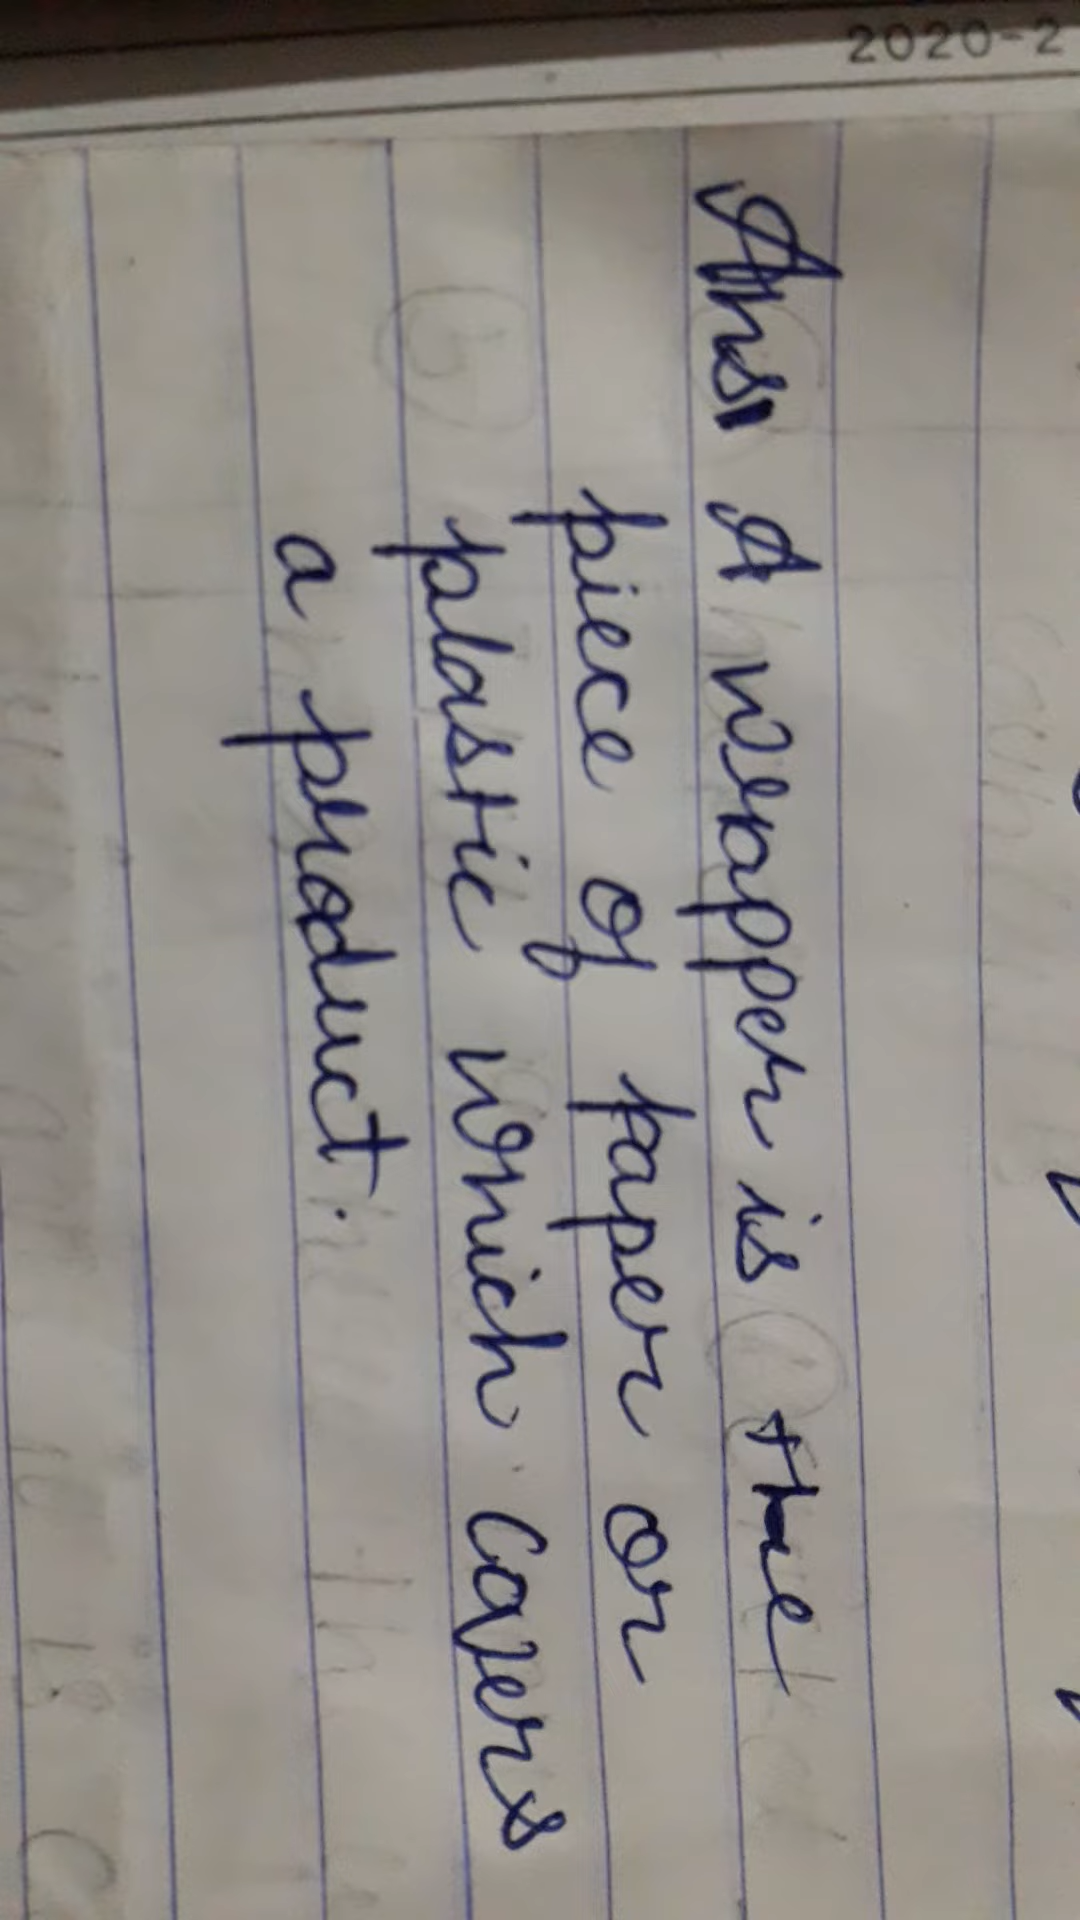 2020-2
Ans A wrapper is the
piece of paper or
plastic which covers
a product.